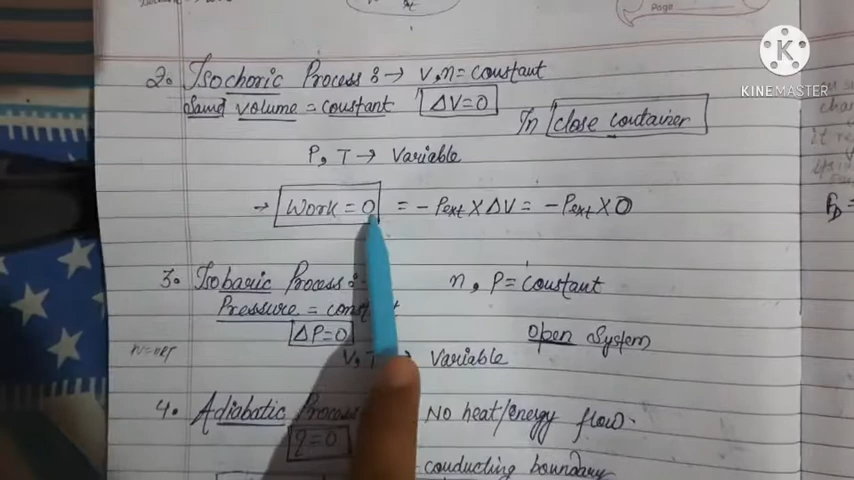 Page
KINEMASTER
2. Isochoric Process :→ V,n = constant
Same volume = constant ΔV=0
In close container
P, T → Variable
→ Work = 0 = - Pext X ΔV = - Pext X 0
3. Isobaric Process :- n, P = constant
Pressure = constant
ΔP=0 open System
V, T → Variable
4. Adiabatic Process NO heat/energy flow.
q=0
conducting boundary